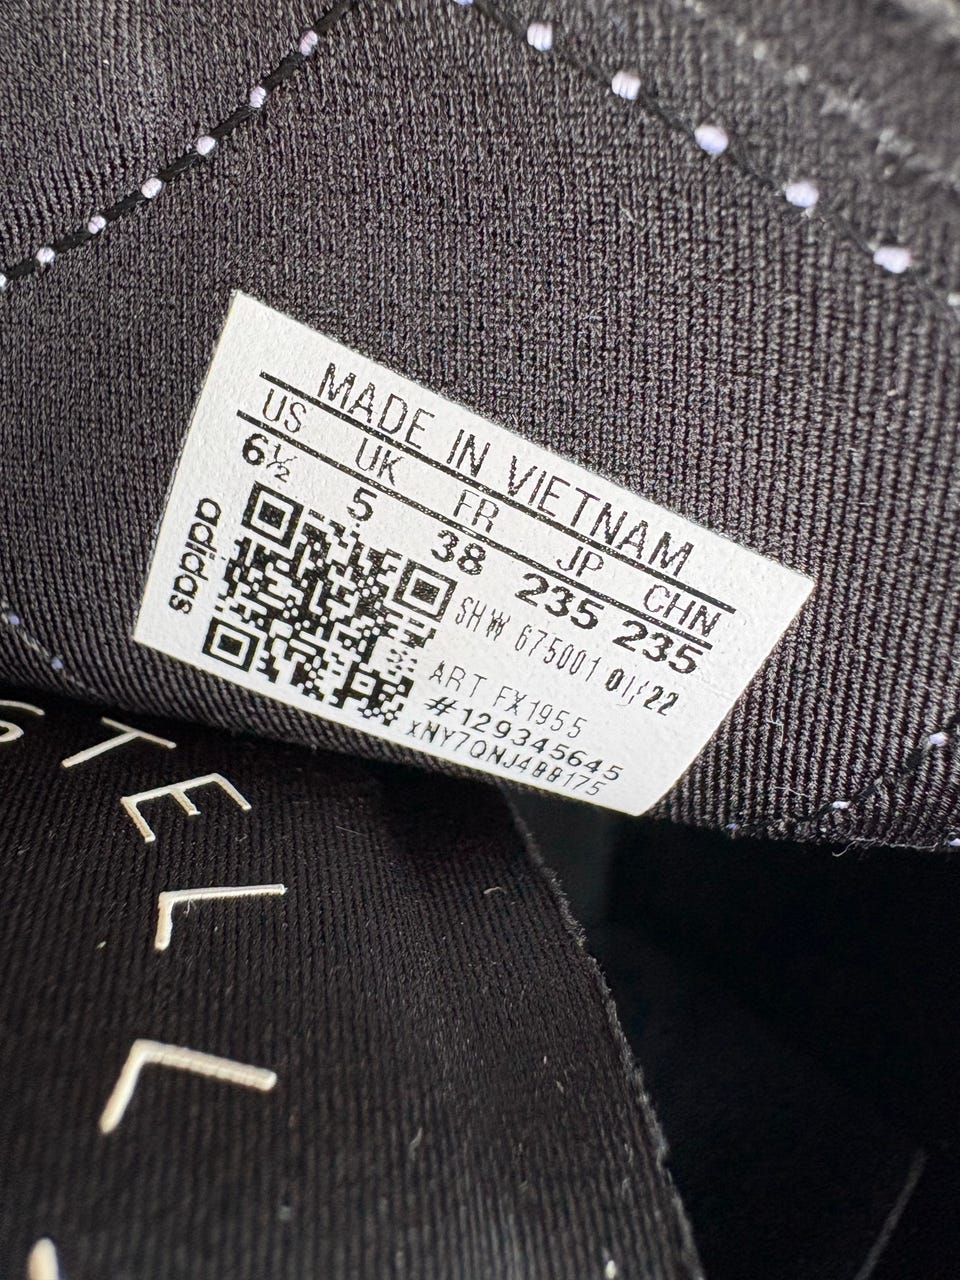 MADE IN VIETNAM
US UK FR JP CHN
6½ 5 38 235 235
adidas
SHW 675001 01/22
ART FX1955
#129345645
xNY7QNJ4B8175
STELL